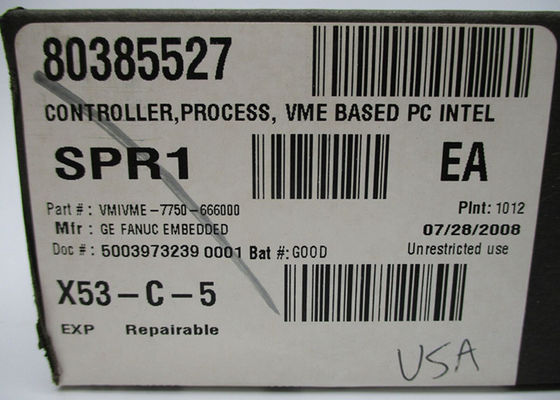 80385527
CONTROLLER,PROCESS, VME BASED PC INTEL
SPR1 EA
Part # : VMIVME-7750-666000 Plnt: 1012
Mfr : GE FANUC EMBEDDED 07/28/2008
Doc # : 5003973239 0001 Bat #:GOOD Unrestricted use
X53-C-5
EXP Repairable
USA